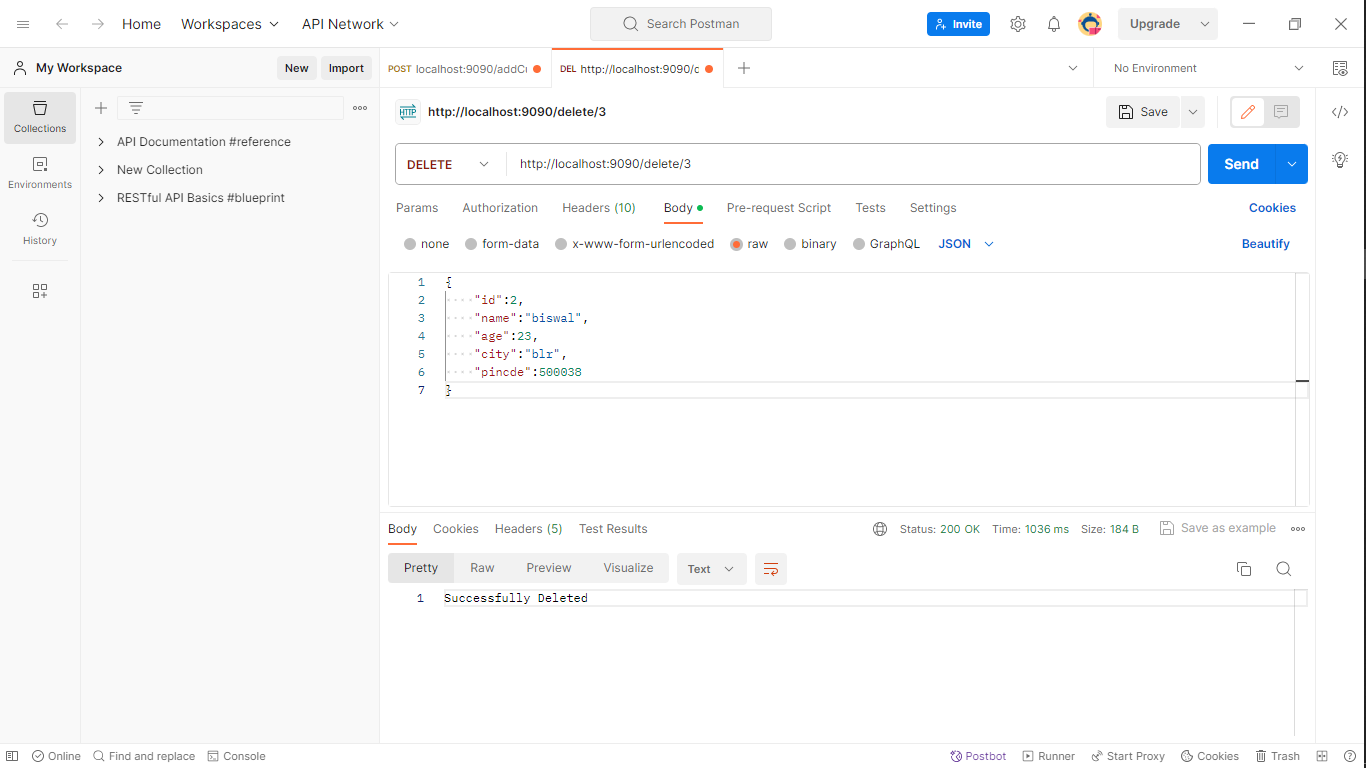 Home Workspaces API Network Search Postman Invite Upgrade
My Workspace New Import POST localhost:9090/addC DEL http://localhost:9090/d No Environment
Collections
Environments
History
API Documentation #reference
New Collection
RESTful API Basics #blueprint
HTTP http://localhost:9090/delete/3 Save
DELETE http://localhost:9090/delete/3 Send
Params Authorization Headers (10) Body Pre-request Script Tests Settings Cookies
none form-data x-www-form-urlencoded raw binary GraphQL JSON Beautify
1 {
2 "id":2,
3 "name":"biswal",
4 "age":23,
5 "city":"blr",
6 "pincde":500038
7 }
Body Cookies Headers (5) Test Results Status: 200 OK Time: 1036 ms Size: 184 B Save as example
Pretty Raw Preview Visualize Text
1 Successfully Deleted
Online Find and replace Console Postbot Runner Start Proxy Cookies Trash